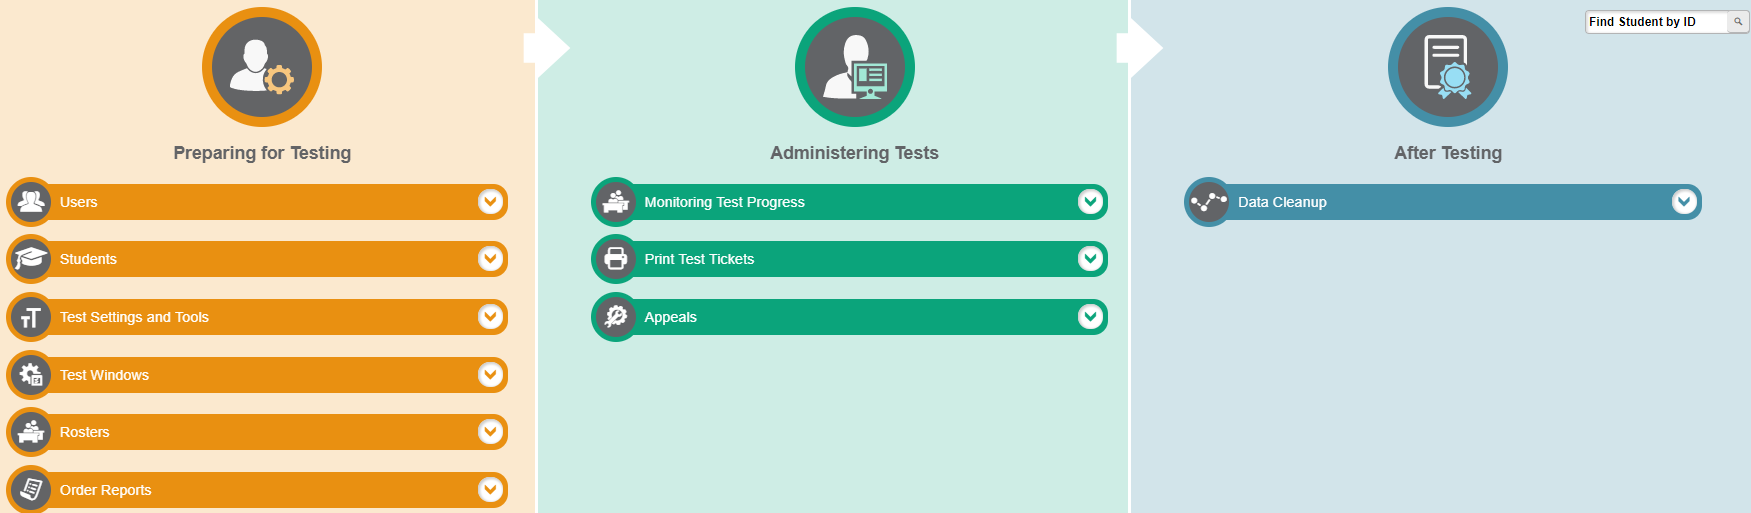 Find Student by ID
Preparing for Testing
Users
Students
Test Settings and Tools
Test Windows
Rosters
Order Reports
Administering Tests
Monitoring Test Progress
Print Test Tickets
Appeals
After Testing
Data Cleanup